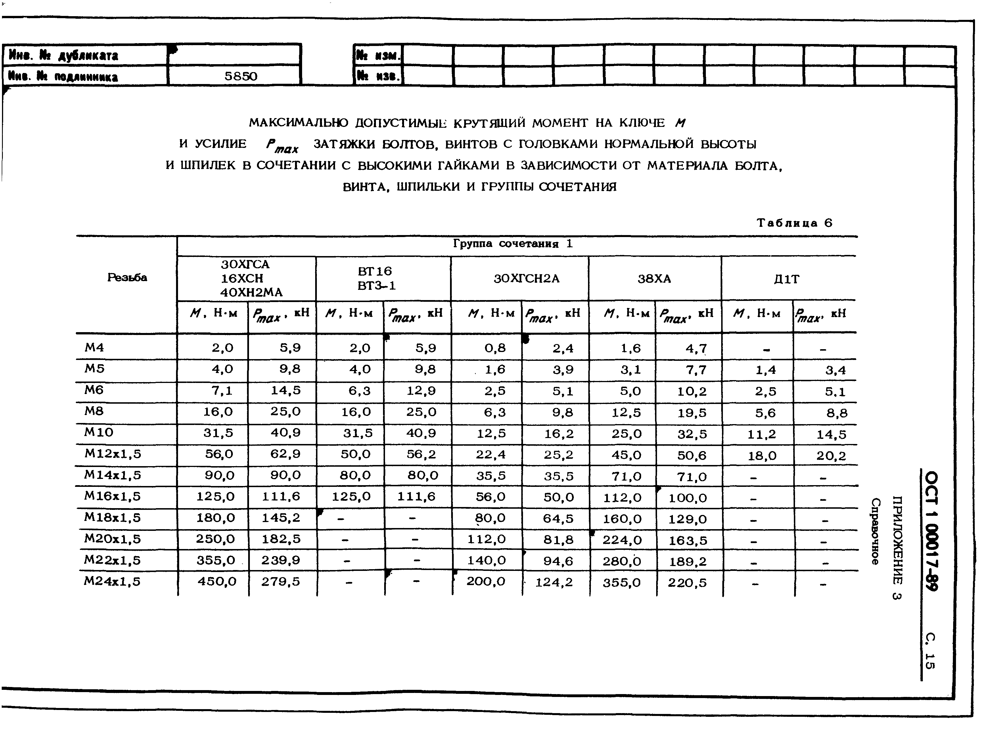 Инв. № дубликата
Инв. № подлинника 5850
№ изм.
№ изв.
МАКСИМАЛЬНО ДОПУСТИМЫЕ КРУТЯЩИЙ МОМЕНТ НА КЛЮЧЕ M
И УСИЛИЕ Pmax ЗАТЯЖКИ БОЛТОВ, ВИНТОВ С ГОЛОВКАМИ НОРМАЛЬНОЙ ВЫСОТЫ
И ШПИЛЕК В СОЧЕТАНИИ С ВЫСОКИМИ ГАЙКАМИ В ЗАВИСИМОСТИ ОТ МАТЕРИАЛА БОЛТА,
ВИНТА, ШПИЛЬКИ И ГРУППЫ СОЧЕТАНИЯ
Таблица 6
Резьба
Группа сочетания 1
30ХГСА
16ХСН
40ХН2МА
ВТ16
ВТ3-1
30ХГСН2А
38ХА
Д1Т
M, Н·м Pmax, кН M, Н·м Pmax, кН M, Н·м Pmax, кН M, Н·м Pmax, кН M, Н·м Pmax, кН
М4 2,0 5,9 2,0 5,9 0,8 2,4 1,6 4,7 – –
М5 4,0 9,8 4,0 9,8 1,6 3,9 3,1 7,7 1,4 3,4
М6 7,1 14,5 6,3 12,9 2,5 5,1 5,0 10,2 2,5 5.1
М8 16,0 25,0 16,0 25,0 6,3 9,8 12,5 19,5 5,6 8,8
М10 31,5 40,9 31,5 40,9 12,5 16,2 25,0 32,5 11,2 14,5
М12х1,5 56,0 62,9 50,0 56,2 22,4 25,2 45,0 50,6 18,0 20,2
М14х1,5 90,0 90,0 80,0 80,0 35,5 35,5 71,0 71,0 – –
М16х1,5 125,0 111,6 125,0 111,6 56,0 50,0 112,0 100,0 – –
М18х1,5 180,0 145,2 – – 80,0 64,5 160,0 129,0 – –
М20х1,5 250,0 182,5 – – 112,0 81,8 224,0 163,5 – –
М22х1,5 355,0 239,9 – – 140,0 94,6 280,0 189,2 – –
М24х1,5 450,0 279,5 – – 200,0 124,2 355,0 220,5 – –
ПРИЛОЖЕНИЕ 3
Справочное
ОСТ 1 00017-89 С. 15